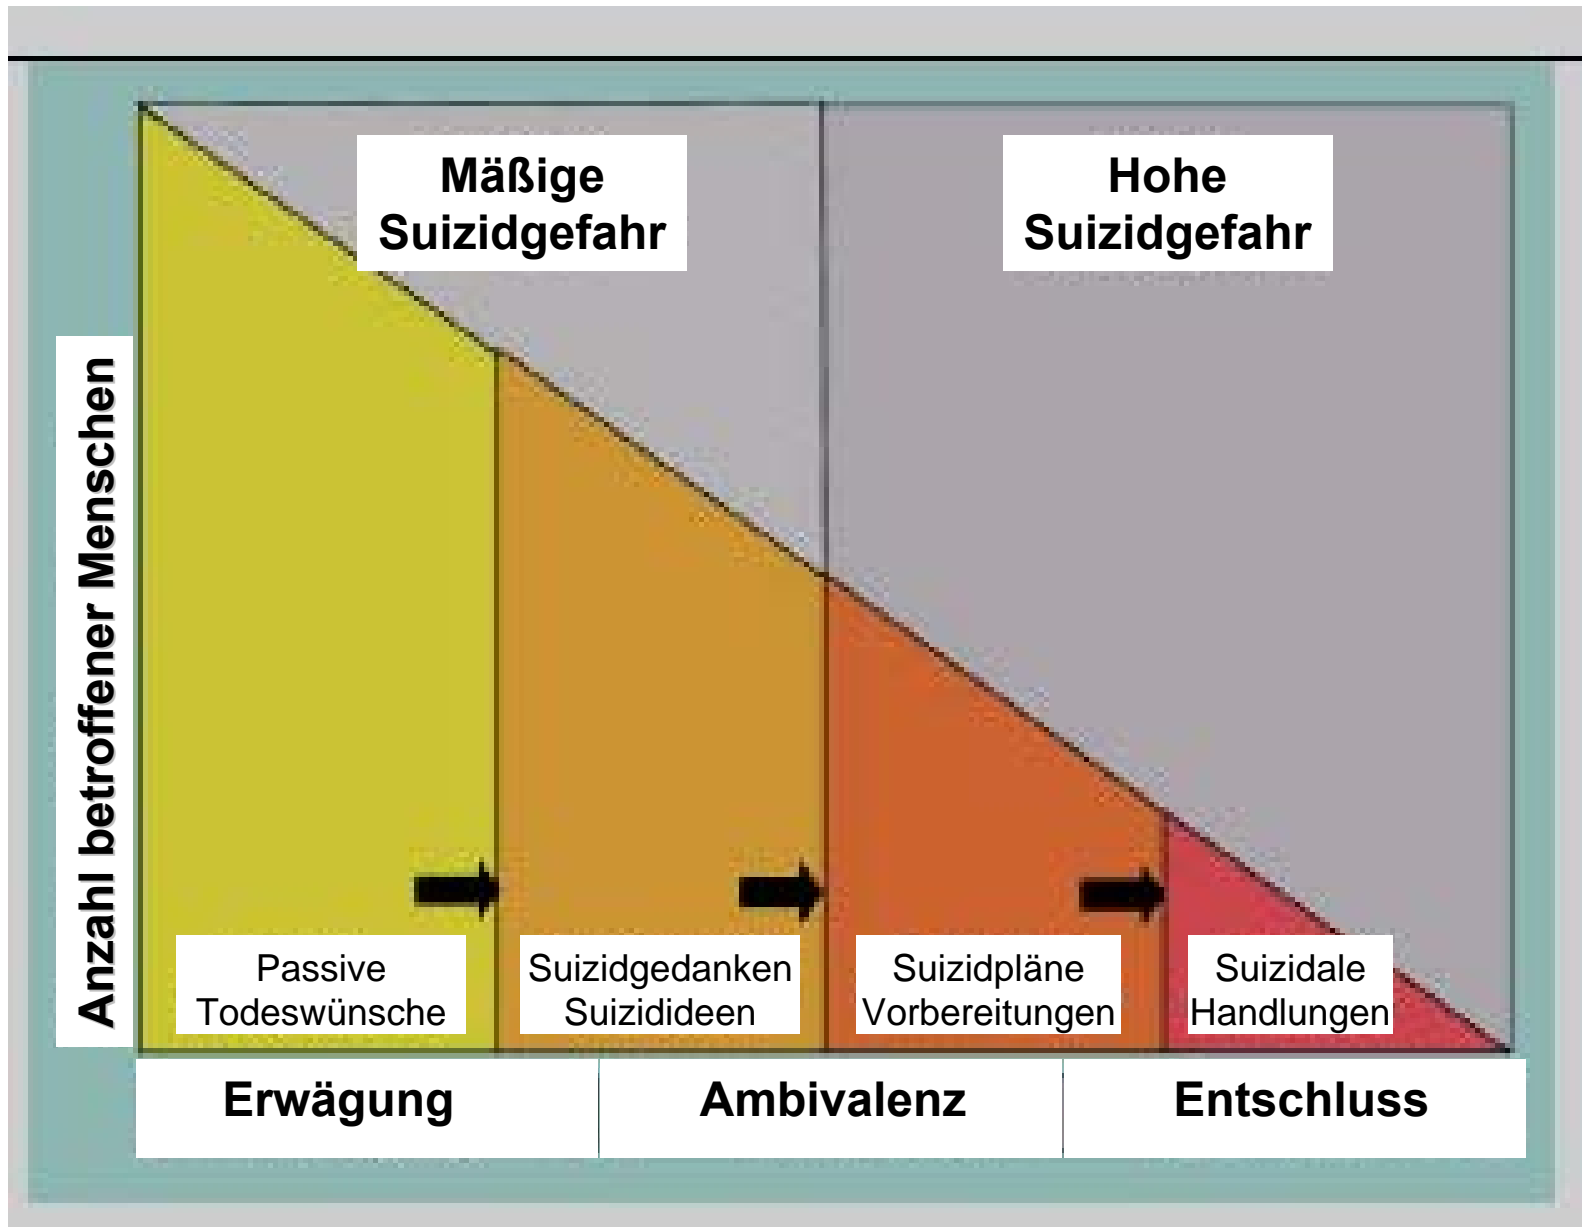 Mäßige
Suizidgefahr
Hohe
Suizidgefahr
Anzahl betroffener Menschen
Passive
Todeswünsche
Suizidgedanken
Suizidideen
Suizidpläne
Vorbereitungen
Suizidale
Handlungen
Erwägung
Ambivalenz
Entschluss